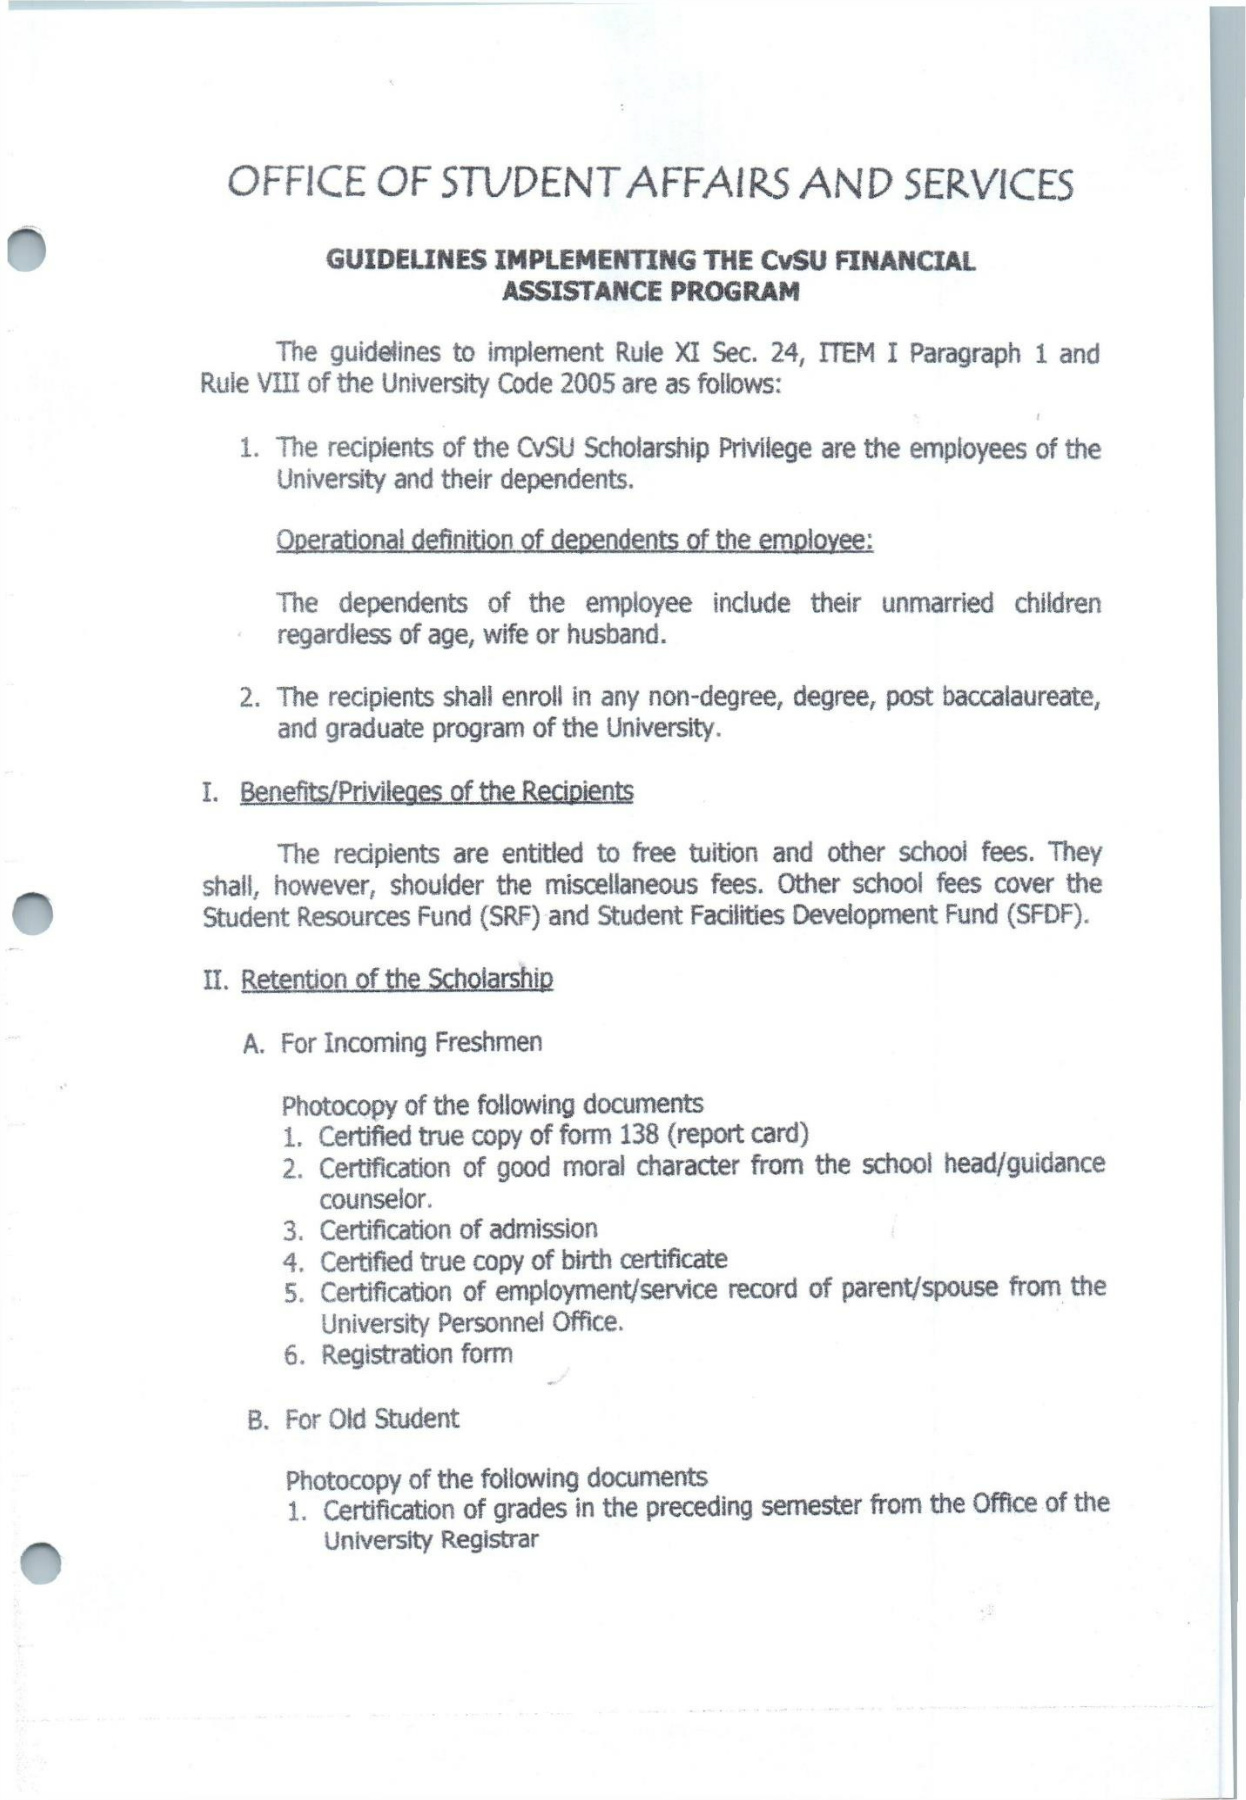 OFFICE OF STUDENT AFFAIRS AND SERVICES
GUIDELINES IMPLEMENTING THE CvSU FINANCIAL
ASSISTANCE PROGRAM
The guidelines to implement Rule XI Sec. 24, ITEM I Paragraph 1 and
Rule VIII of the University Code 2005 are as follows:
1. The recipients of the CvSU Scholarship Privilege are the employees of the
University and their dependents.
Operational definition of dependents of the employee:
The dependents of the employee include their unmarried children
regardless of age, wife or husband.
2. The recipients shall enroll in any non-degree, degree, post baccalaureate,
and graduate program of the University.
I. Benefits/Privileges of the Recipients
The recipients are entitled to free tuition and other school fees. They
shall, however, shoulder the miscellaneous fees. Other school fees cover the
Student Resources Fund (SRF) and Student Facilities Development Fund (SFDF).
II. Retention of the Scholarship
A. For Incoming Freshmen
Photocopy of the following documents
1. Certified true copy of form 138 (report card)
2. Certification of good moral character from the school head/guidance
counselor.
3. Certification of admission
4. Certified true copy of birth certificate
5. Certification of employment/service record of parent/spouse from the
University Personnel Office.
6. Registration form
B. For Old Student
Photocopy of the following documents
1. Certification of grades in the preceding semester from the Office of the
University Registrar